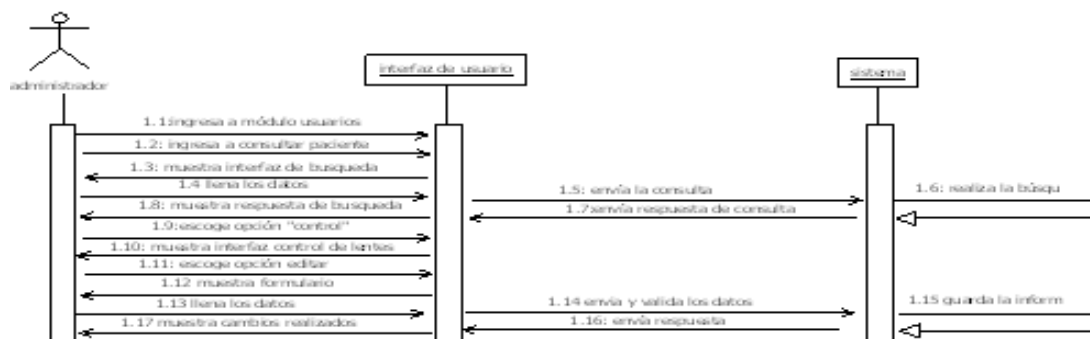 administrador
interfaz de usuario
sistema
1.1:ingresa a módulo usuarios
1.2: ingresa a consultar paciente
1.3: muestra interfaz de busqueda
1.4 llena los datos
1.5: envía la consulta
1.6: realiza la búsqu
1.7:envía respuesta de consulta
1.8: muestra respuesta de busqueda
1.9:escoge opción "control"
1.10: muestra interfaz control de lentes
1.11: escoge opción editar
1.12 muestra formulario
1.13 llena los datos
1.14 envía y valida los datos
1.15 guarda la inform
1.16: envía respuesta
1.17 muestra cambios realizados